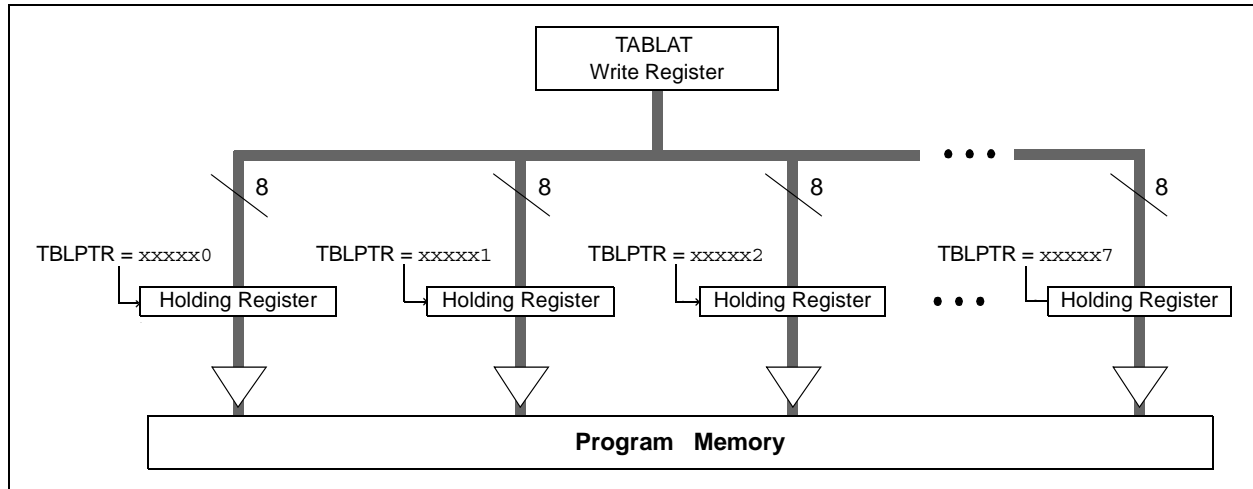 TABLAT
Write Register
8 8 8 8
TBLPTR = xxxxx0 TBLPTR = xxxxx1 TBLPTR = xxxxx2 TBLPTR = xxxxx7
Holding Register Holding Register Holding Register Holding Register
Program Memory